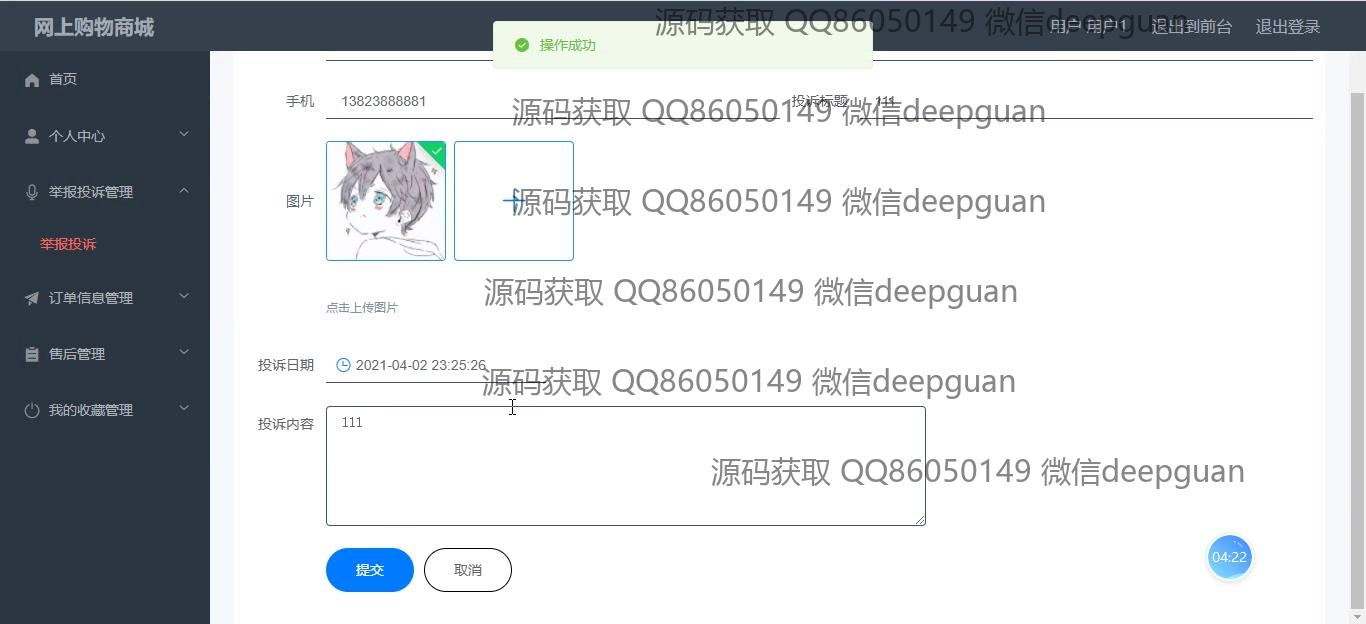 网上购物商城
源码获取 QQ86050149 微信deepguan
用户 用户1 退出到前台 退出登录
操作成功
首页
个人中心
举报投诉管理
举报投诉
订单信息管理
售后管理
我的收藏管理
手机 13823888881 投诉标题 111
源码获取 QQ86050149 微信deepguan
图片
源码获取 QQ86050149 微信deepguan
源码获取 QQ86050149 微信deepguan
点击上传图片
投诉日期 2021-04-02 23:25:26
源码获取 QQ86050149 微信deepguan
投诉内容 111
源码获取 QQ86050149 微信deepguan
04:22
提交 取消